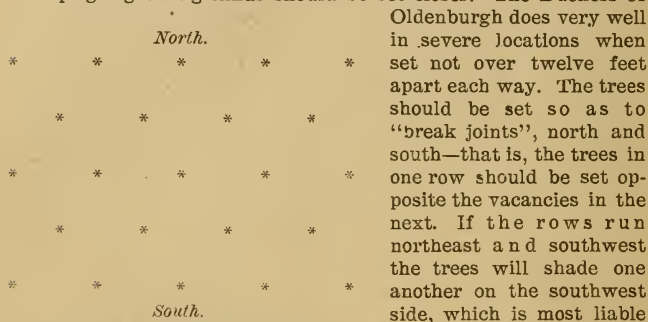 Oldenburgh does very well
North.
in severe locations when
* * * * *
set not over twelve feet
apart each way. The trees
* * * *
should be set so as to
"break joints", north and
south—that is, the trees in
* * * * *
one row should be set op-
posite the vacancies in the
* * * *
next. If the rows run
northeast and southwest
the trees will shade one
* * * * *
another on the southwest
South.
side, which is most liable